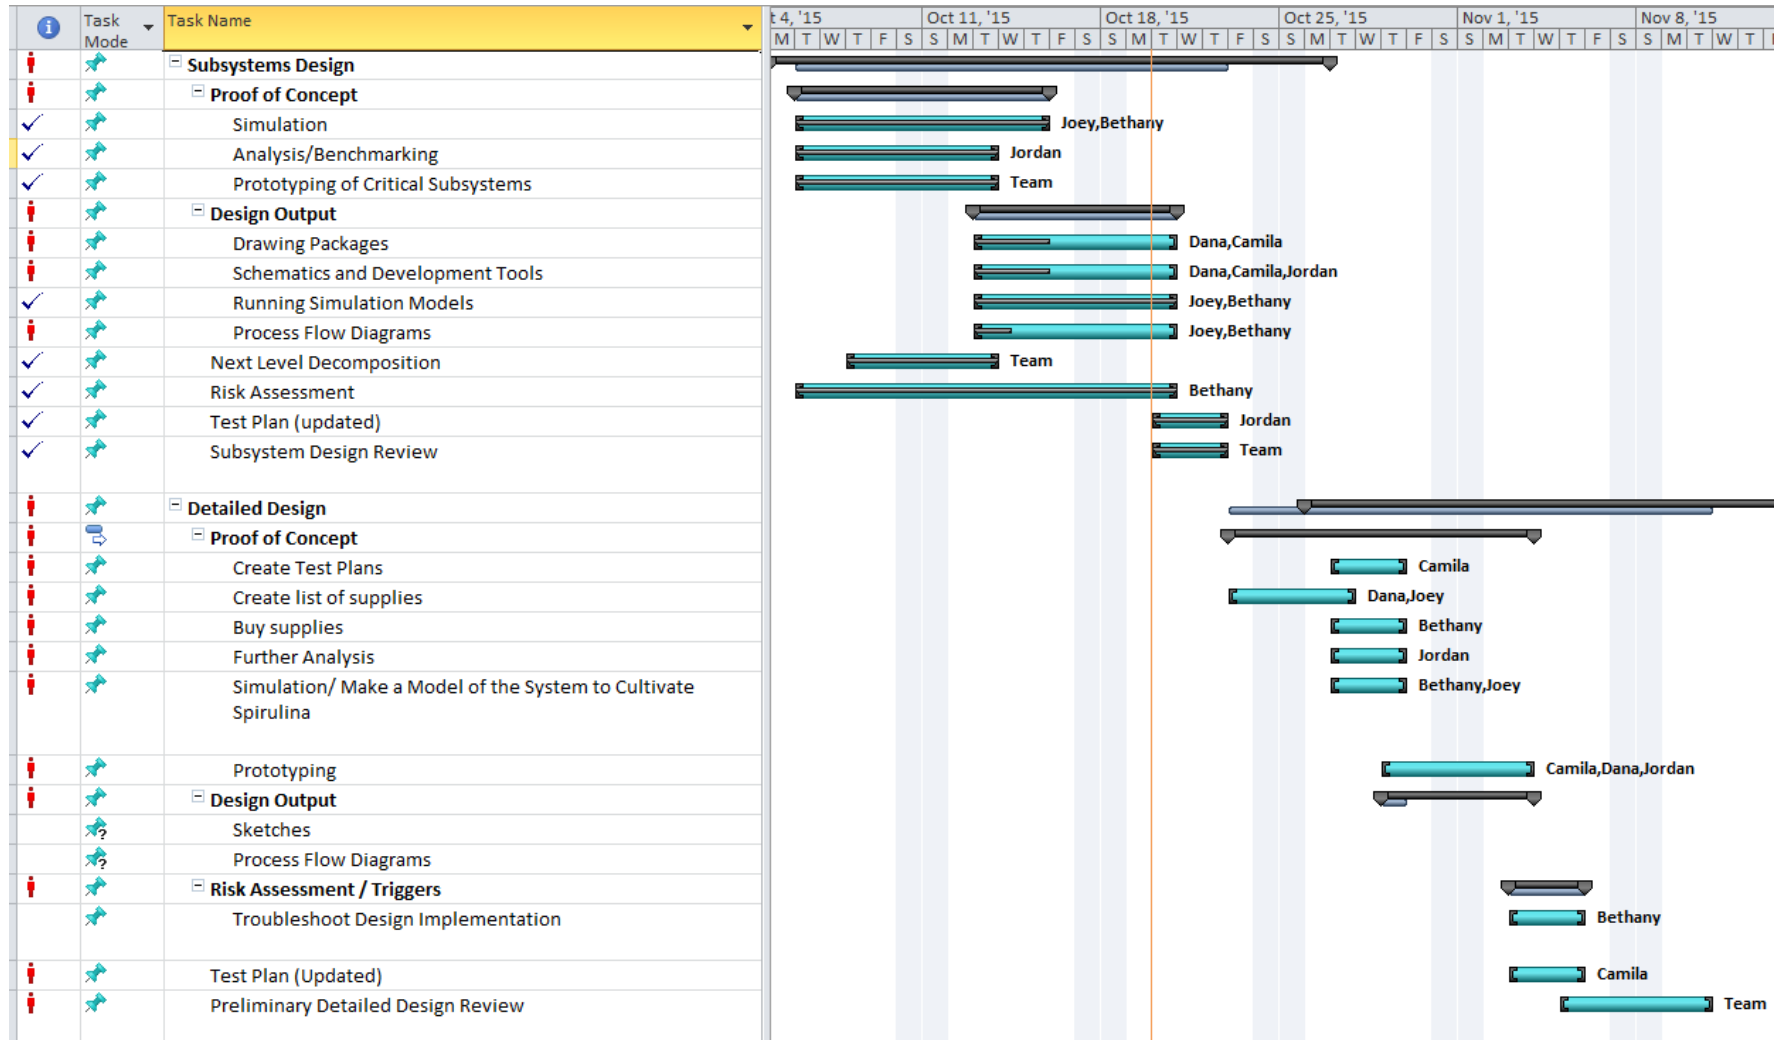 Task Mode
Task Name
t 4, '15
Oct 11, '15
Oct 18, '15
Oct 25, '15
Nov 1, '15
Nov 8, '15
M T W T F S S M T W T F S S M T W T F S S M T W T F S S M T W T F S S M T W T F
Subsystems Design
Proof of Concept
Simulation
Joey,Bethany
Analysis/Benchmarking
Jordan
Prototyping of Critical Subsystems
Team
Design Output
Drawing Packages
Dana,Camila
Schematics and Development Tools
Dana,Camila,Jordan
Running Simulation Models
Joey,Bethany
Process Flow Diagrams
Joey,Bethany
Next Level Decomposition
Team
Risk Assessment
Bethany
Test Plan (updated)
Jordan
Subsystem Design Review
Team
Detailed Design
Proof of Concept
Create Test Plans
Camila
Create list of supplies
Dana,Joey
Buy supplies
Bethany
Further Analysis
Jordan
Simulation/ Make a Model of the System to Cultivate
Spirulina
Bethany,Joey
Prototyping
Camila,Dana,Jordan
Design Output
Sketches
Process Flow Diagrams
Risk Assessment / Triggers
Troubleshoot Design Implementation
Bethany
Test Plan (Updated)
Camila
Preliminary Detailed Design Review
Team